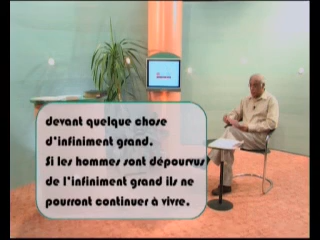 devant quelque chose
d'infiniment grand.
Si les hommes sont dépourvus
de l'infiniment grand ils ne
pourront continuer à vivre.